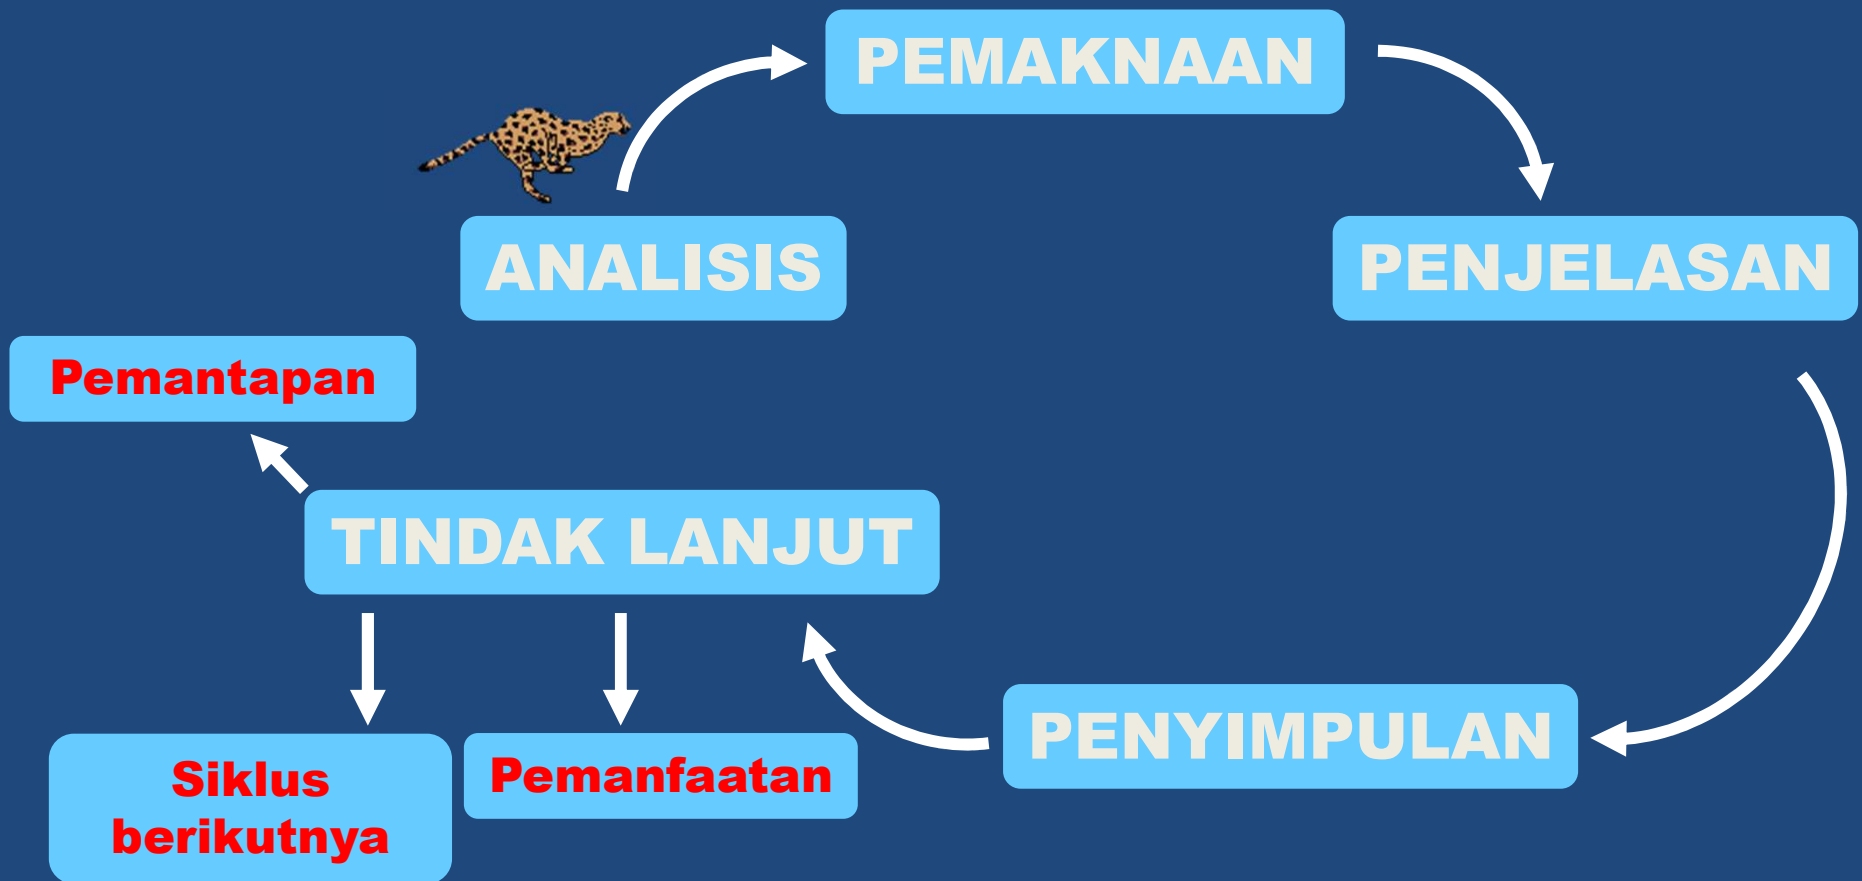 PEMAKNAAN
ANALISIS
PENJELASAN
Pemantapan
TINDAK LANJUT
PENYIMPULAN
Siklus
berikutnya
Pemanfaatan